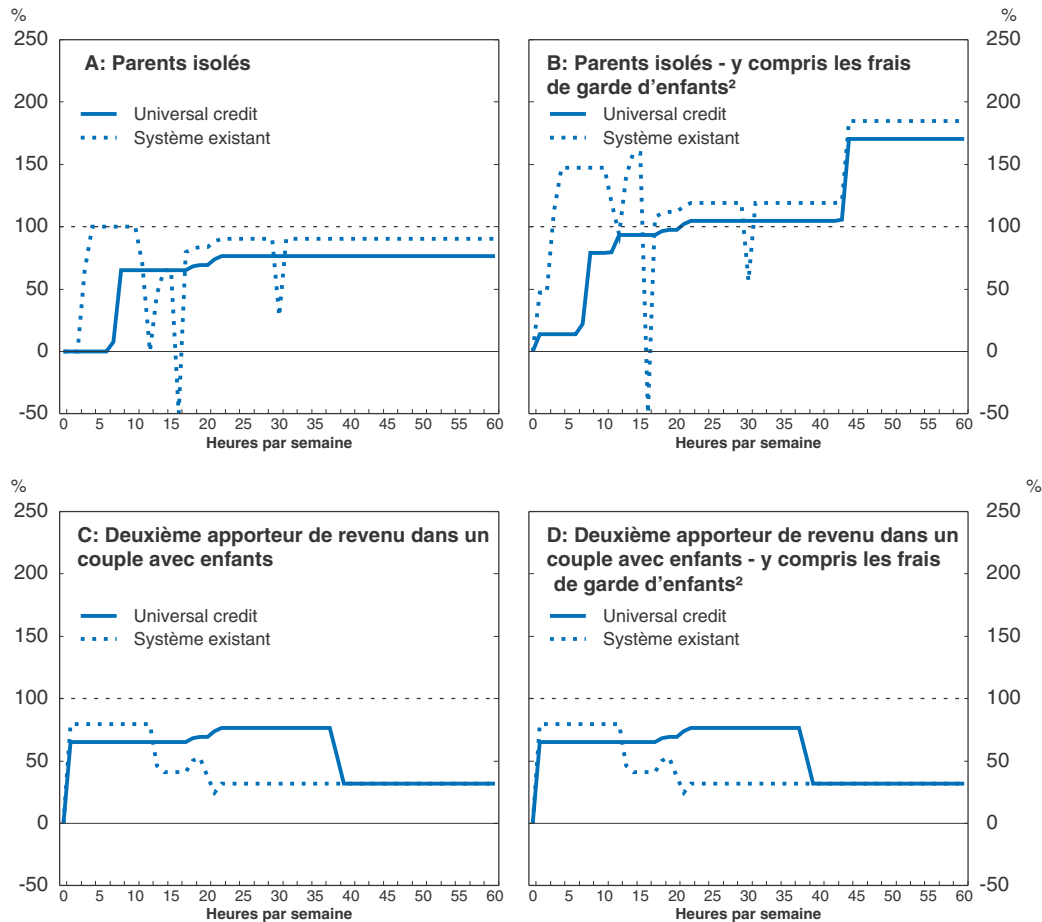 %
%
250
200
150
100
50
0
-50
A: Parents isolés
Universal credit
Système existant
0 5 10 15 20 25 30 35 40 45 50 55 60
Heures par semaine
B: Parents isolés - y compris les frais
de garde d'enfants²
Universal credit
Système existant
0 5 10 15 20 25 30 35 40 45 50 55 60
Heures par semaine
250
200
150
100
50
0
-50
%
%
250
200
150
100
50
0
-50
C: Deuxième apporteur de revenu dans un
couple avec enfants
Universal credit
Système existant
0 5 10 15 20 25 30 35 40 45 50 55 60
Heures par semaine
D: Deuxième apporteur de revenu dans un
couple avec enfants - y compris les frais
de garde d'enfants²
Universal credit
Système existant
0 5 10 15 20 25 30 35 40 45 50 55 60
Heures par semaine
250
200
150
100
50
0
-50